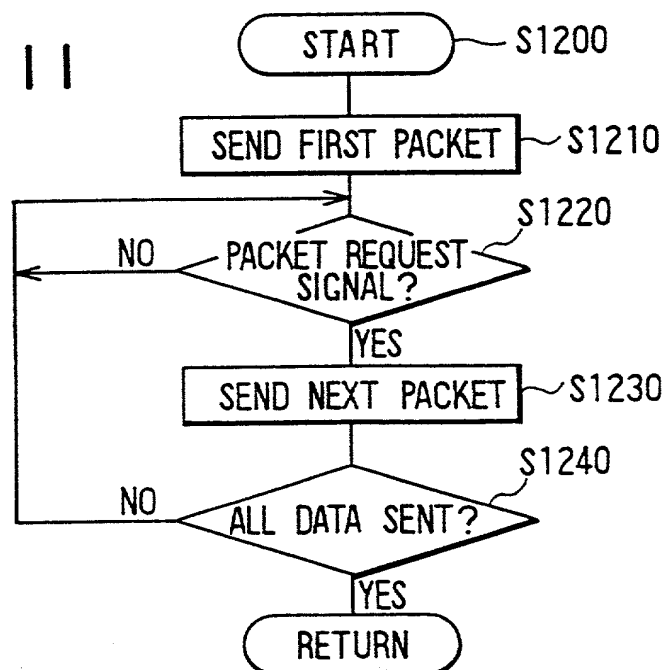 11
START
S1200
SEND FIRST PACKET
S1210
S1220
NO
PACKET REQUEST
SIGNAL?
YES
SEND NEXT PACKET
S1230
S1240
NO
ALL DATA SENT?
YES
RETURN